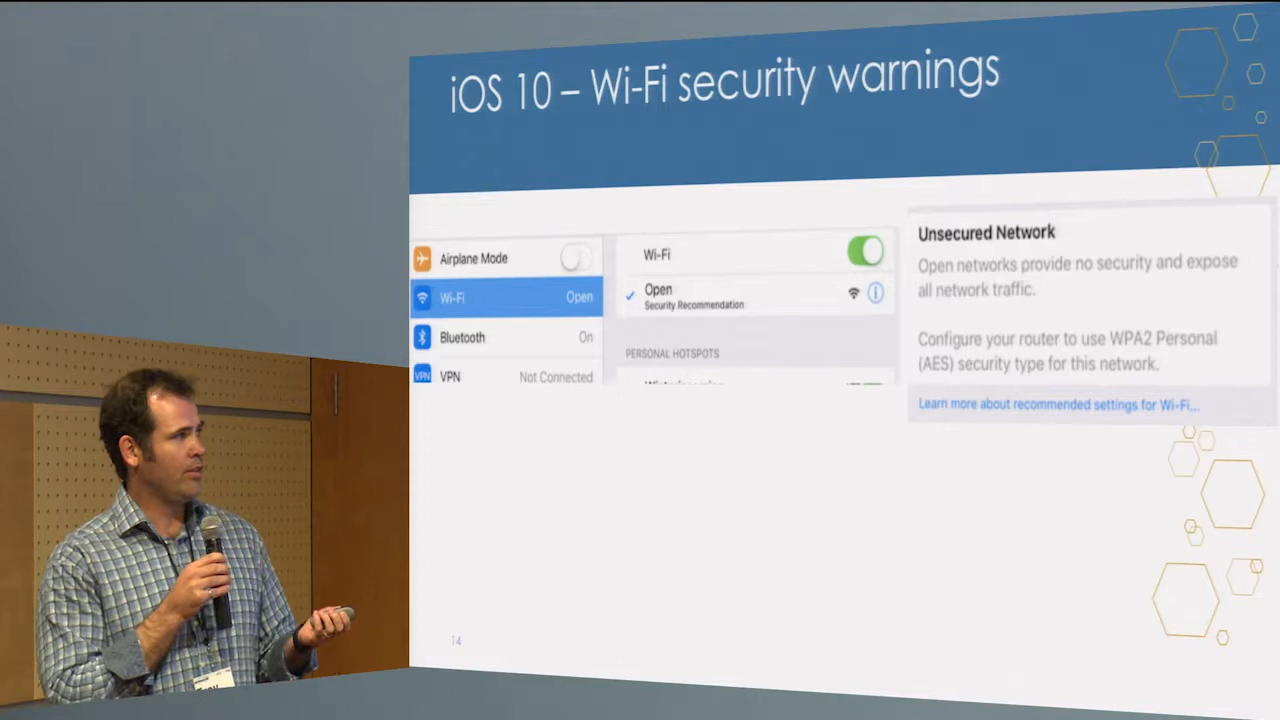 iOS 10 – Wi-Fi security warnings
Airplane Mode
Wi-Fi Open
Bluetooth On
VPN VPN Not Connected
Wi-Fi
Open
Security Recommendation
PERSONAL HOTSPOTS
Unsecured Network
Open networks provide no security and expose
all network traffic.
Configure your router to use WPA2 Personal
(AES) security type for this network.
Learn more about recommended settings for Wi-Fi...
14